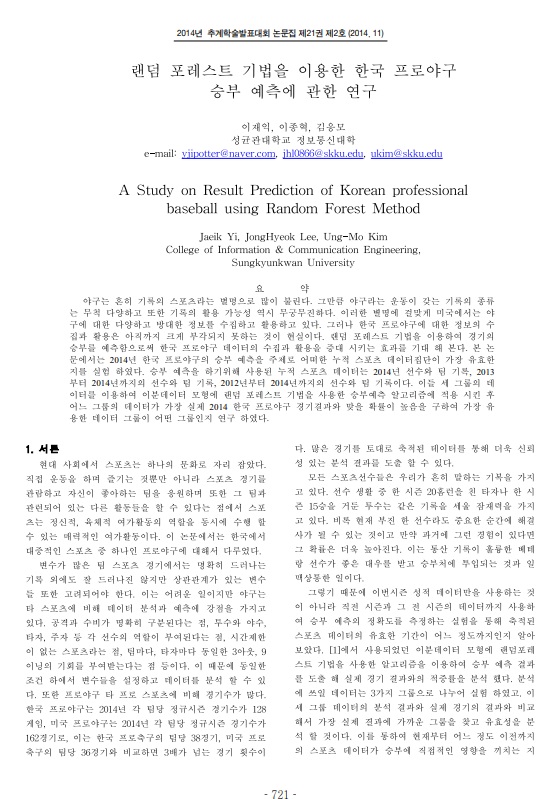 2014년 추계학술발표대회 논문집 제21권 제2호 (2014. 11)
랜덤 포레스트 기법을 이용한 한국 프로야구
승부 예측에 관한 연구
이재익, 이종혁, 김응모
성균관대학교 정보통신대학
e-mail: yjipotter@naver.com, jhl0866@skku.edu, ukim@skku.edu
A Study on Result Prediction of Korean professional
baseball using Random Forest Method
Jaeik Yi, JongHyeok Lee, Ung-Mo Kim
College of Information & Communication Engineering,
Sungkyunkwan University
요 약
야구는 흔히 기록의 스포츠라는 별명으로 많이 불린다. 그만큼 야구라는 운동이 갖는 기록의 종류
는 무척 다양하고 또한 기록의 활용 가능성 역시 무궁무진하다. 이러한 별명에 걸맞게 미국에서는 야
구에 대한 다양하고 방대한 정보를 수집하고 활용하고 있다. 그러나 한국 프로야구에 대한 정보의 수
집과 활용은 아직까지 크게 부각되지 못하는 것이 현실이다. 랜덤 포레스트 기법을 이용하여 경기의
승부를 예측함으로써 한국 프로야구 데이터의 수집과 활용을 증대 시키는 효과를 기대 해 본다. 본 논
문에서는 2014년 한국 프로야구의 승부 예측을 주제로 어떠한 누적 스포츠 데이터집단이 가장 유효한
지를 실험 하였다. 승부 예측을 하기위해 사용된 누적 스포츠 데이터는 2014년 선수와 팀 기록, 2013
부터 2014년까지의 선수와 팀 기록, 2012년부터 2014년까지의 선수와 팀 기록이다. 이들 세 그룹의 데
이터를 이용하여 이분데이터 모형에 랜덤 포레스트 기법을 사용한 승부예측 알고리즘에 적용 시킨 후
어느 그룹의 데이터가 가장 실제 2014 한국 프로야구 경기결과와 맞을 확률이 높음을 구하여 가장 유
용한 데이터 그룹이 어떤 그룹인지 연구 하였다.
1. 서론
현대 사회에서 스포츠는 하나의 문화로 자리 잡았다.
직접 운동을 하며 즐기는 것뿐만 아니라 스포츠 경기를
관람하고 자신이 좋아하는 팀을 응원하며 또한 그 팀과
관련되어 있는 다른 활동들을 할 수 있다는 점에서 스포
츠는 정신적, 육체적 여가활동의 역할을 동시에 수행 할
수 있는 매력적인 여가활동이다. 이 논문에서는 한국에서
대중적인 스포츠 중 하나인 프로야구에 대해서 다루었다.
변수가 많은 팀 스포츠 경기에서는 명확히 드러나는
기록 외에도 잘 드러나진 않지만 상관관계가 있는 변수
들 또한 고려되어야 한다. 이는 어려운 일이지만 야구는
타 스포츠에 비해 데이터 분석과 예측에 강점을 가지고
있다. 공격과 수비가 명확히 구분된다는 점, 투수와 야수,
타자, 주자 등 각 선수의 역할이 부여된다는 점, 시간제한
이 없는 스포츠라는 점, 팀마다, 타자마다 동일한 3아웃, 9
이닝의 기회를 부여받는다는 점 등이다. 이 때문에 동일한
조건 하에서 변수들을 설정하고 데이터를 분석 할 수 있
다. 또한 프로야구 타 프로 스포츠에 비해 경기수가 많다.
한국 프로야구는 2014년 각 팀당 정규시즌 경기수가 128
게임, 미국 프로야구는 2014년 각 팀당 정규시즌 경기수가
162경기로, 이는 한국 프로축구의 팀당 38경기, 미국 프로
축구의 팀당 36경기와 비교하면 3배가 넘는 경기 횟수이
다. 많은 경기를 토대로 축적된 데이터를 통해 더욱 신뢰
성 있는 분석 결과를 도출 할 수 있다.
모든 스포츠선수들은 우리가 흔히 말하는 기복을 가지
고 있다. 선수 생활 중 한 시즌 20홈런을 친 타자나 한 시
즌 15승을 거둔 투수는 같은 기록을 세울 잠재력을 가지
고 있다. 비록 현재 부진 한 선수라도 중요한 순간에 해결
사가 될 수 있는 것이고 만약 과거에 그런 경험이 있다면
그 확률은 더욱 높아진다. 이는 통산 기록이 훌륭한 베테
랑 선수가 좋은 대우를 받고 승부처에 투입되는 것과 일
맥상통한 일이다.
그렇기 때문에 이번시즌 성적 데이터만을 사용하는 것
이 아니라 직전 시즌과 그 전 시즌의 데이터까지 사용하
여 승부 예측의 정확도를 측정하는 실험을 통해 축적된
스포츠 데이터의 유효한 기간이 어느 정도까지인지 알아
보았다. [1]에서 사용되었던 이분데이터 모형에 랜덤포레
스트 기법을 사용한 알고리즘을 이용하여 승부 예측 결과
를 도출 해 실제 경기 결과와의 적중률을 분석 했다. 분석
에 쓰일 데이터는 3가지 그룹으로 나누어 실험 하였고, 이
세 그룹의 데이터의 분석 결과와 실제 경기의 결과와 비교
해서 가장 실제 결과에 가까운 그룹을 찾고 유효성을 분
석 할 것이다. 이를 통하여 현재부터 어느 정도 이전까지
의 스포츠 데이터가 승부에 직접적인 영향을 끼치는 지
- 721 -